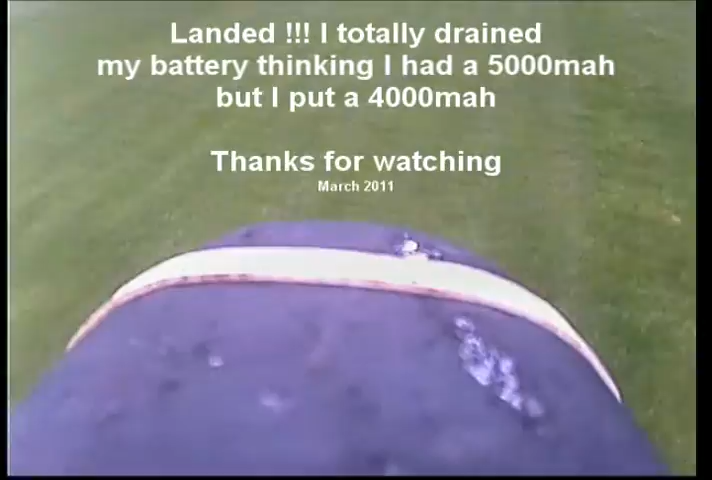 Landed !!! I totally drained
my battery thinking I had a 5000mah
but I put a 4000mah
Thanks for watching
March 2011